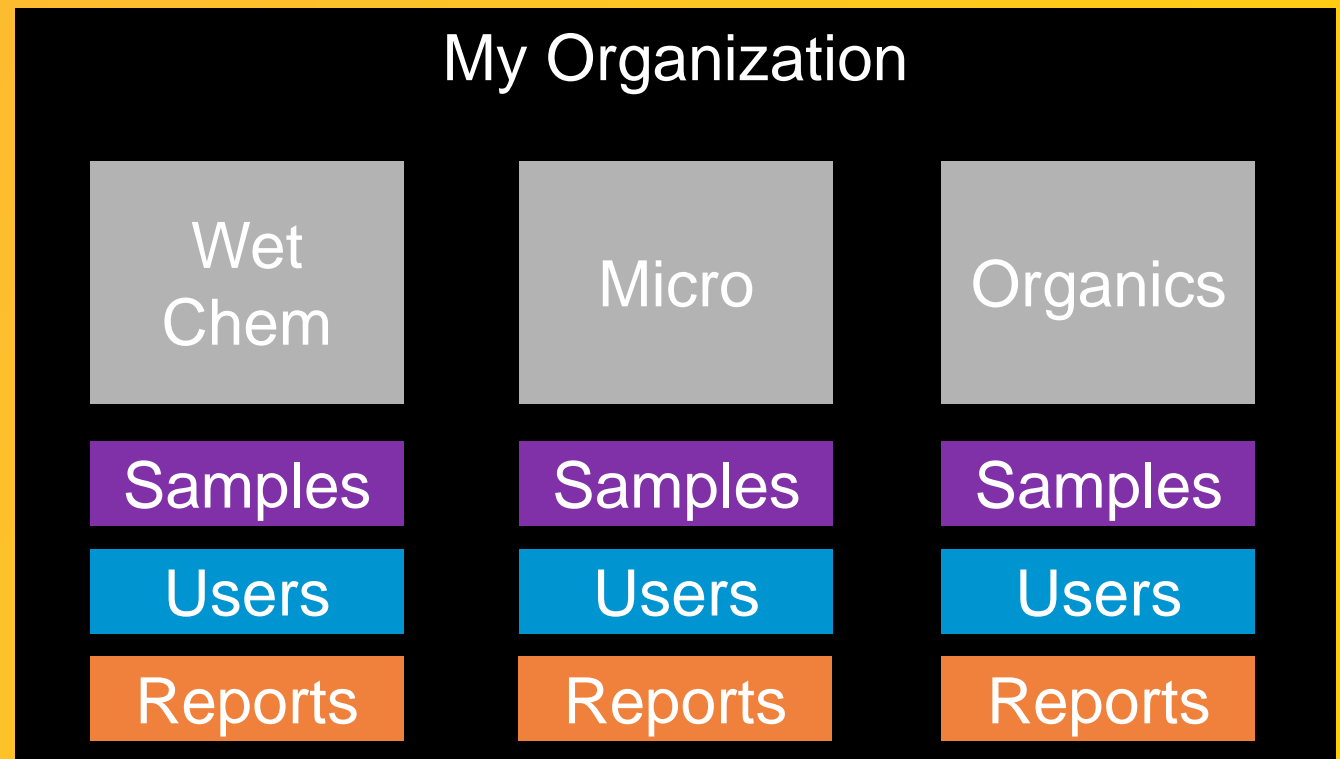 My Organization
Wet
Chem
Micro
Organics
Samples
Samples
Samples
Users
Users
Users
Reports
Reports
Reports